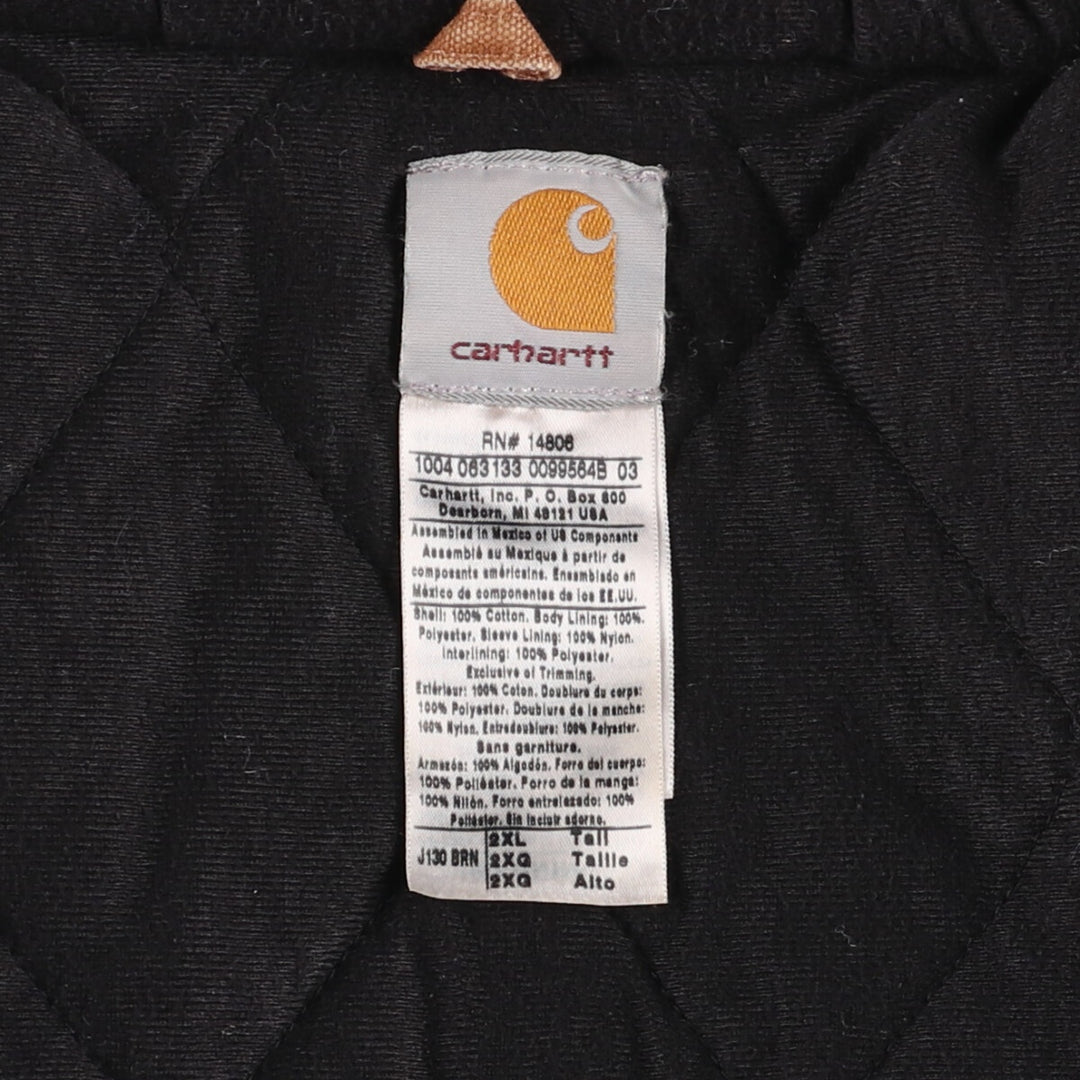 carhartt
RN# 14806
1004 063133 0099564B 03
Carhartt, Inc. P. O. Box 600
Dearborn, MI 48121 USA
Assembled in Mexico of US Components
Assemblé au Mexique à partir de
composants américains. Ensamblado en
México de componentes de los EE.UU.
Shell: 100% Cotton. Body Lining: 100%
Polyester. Sleeve Lining: 100% Nylon.
Interlining: 100% Polyester.
Exclusive of Trimming.
Extérieur: 100% Coton. Doublure du corps:
100% Polyester. Doublure de la manche:
100% Nylon. Entredoublure: 100% Polyester.
Sans garniture.
Armazón: 100% Algodón. Forro del cuerpo:
100% Poliéster. Forro de la manga:
100% Nilón. Forro entrelazado: 100%
Poliéster. Sin incluir adorno.
J130 BRN 2XL Tall
2XG Taille
2XG Alto